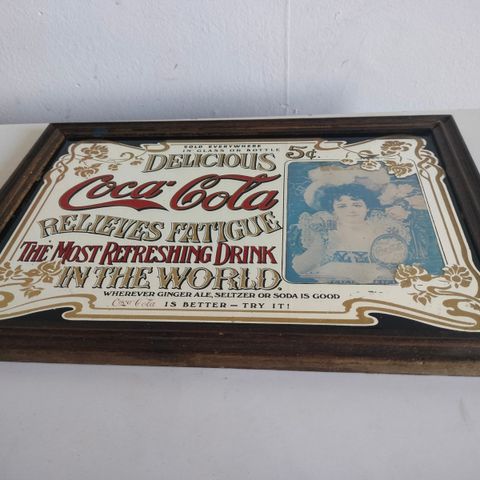 SOLD EVERYWHERE
IN GLASS OR BOTTLE
DELICIOUS 5¢.
Coca-Cola
RELIEVES FATIGUE
THE MOST REFRESHING DRINK
IN THE WORLD.
WHEREVER GINGER ALE, SELTZER OR SODA IS GOOD
Coca-Cola IS BETTER—TRY IT!